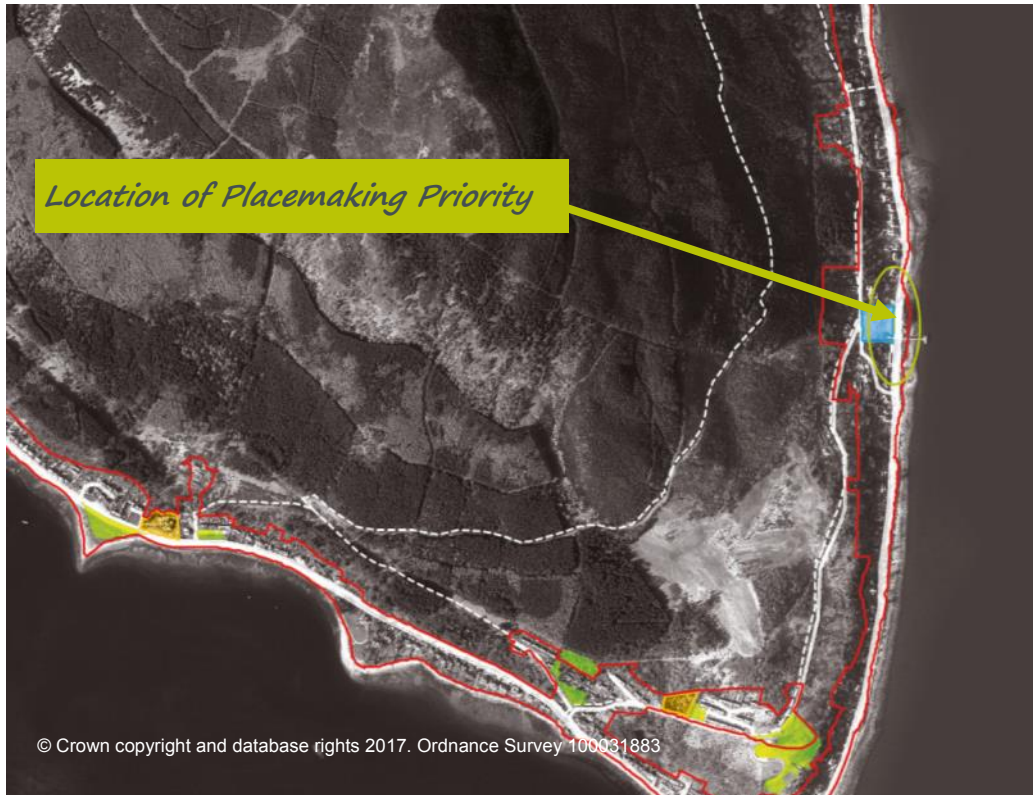 Location of Placemaking Priority
© Crown copyright and database rights 2017. Ordnance Survey 100031883